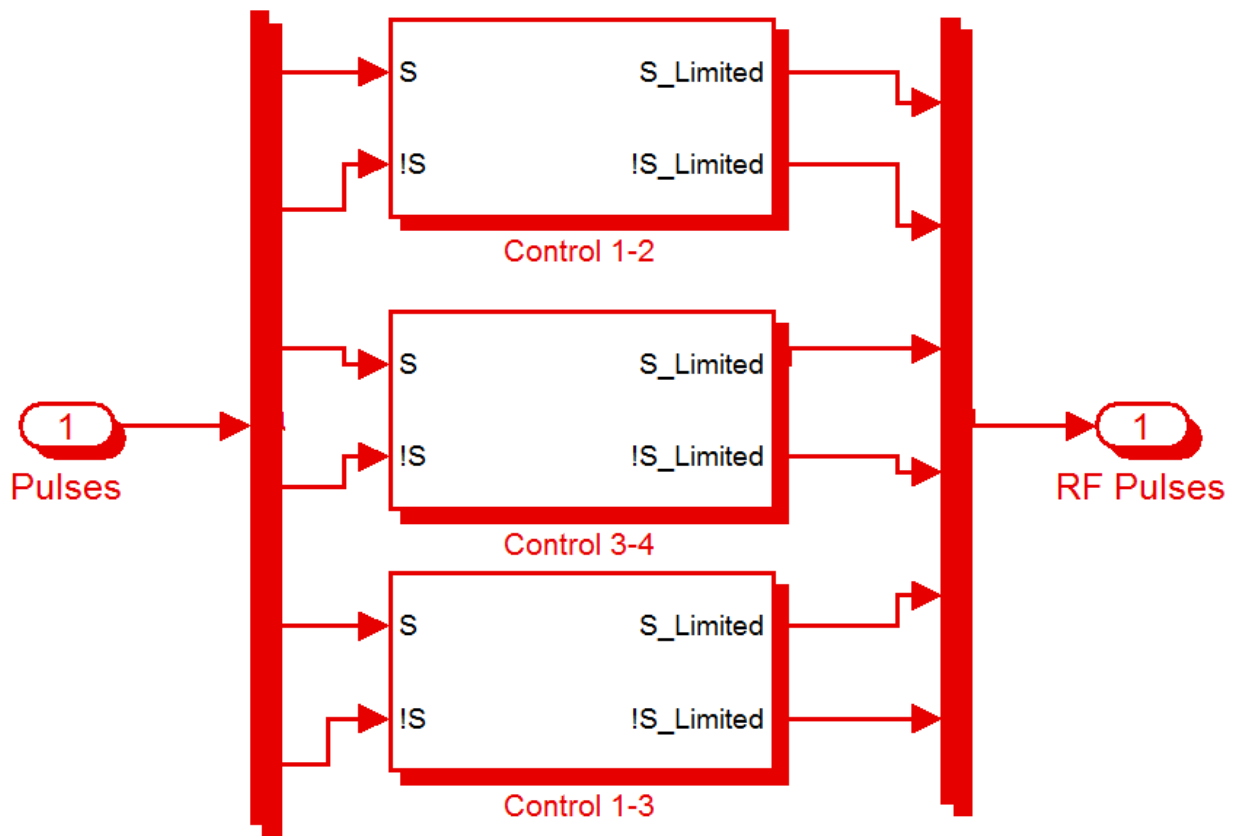 S
S_Limited
!S
!S_Limited
Control 1-2
S
S_Limited
1
!S
!S_Limited
1
Pulses
RF Pulses
Control 3-4
S
S_Limited
!S
!S_Limited
Control 1-3